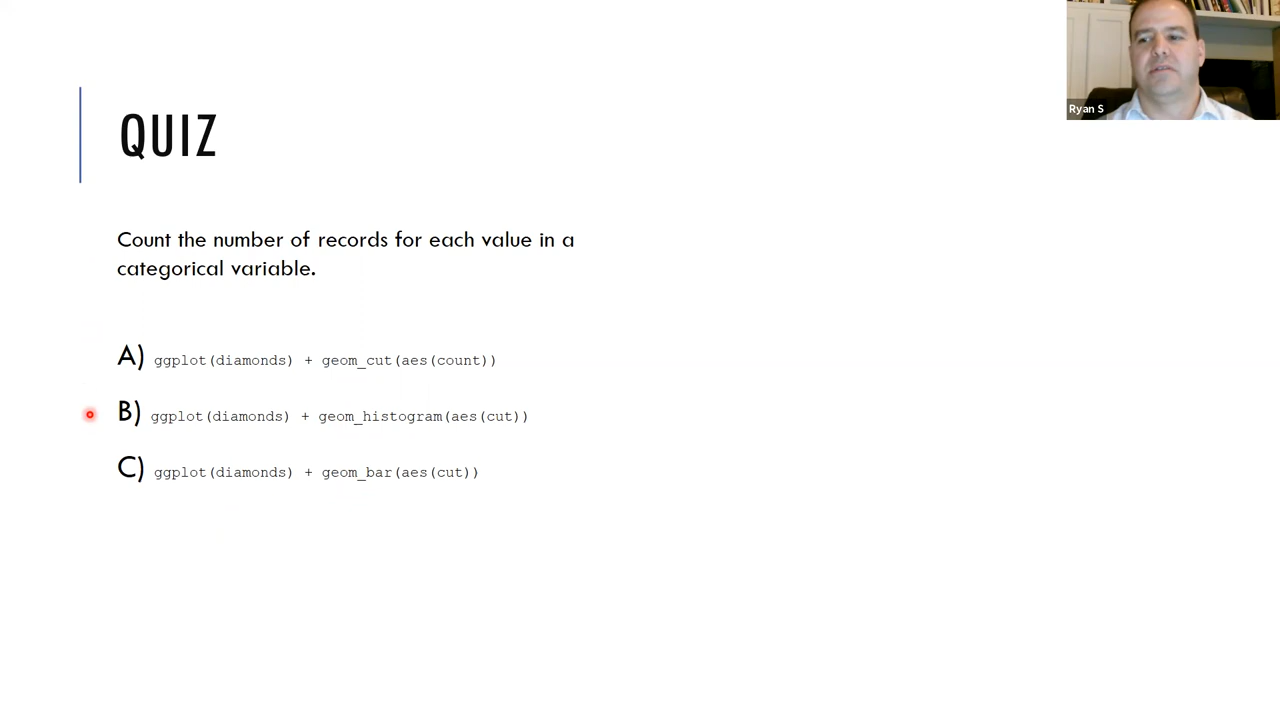 Ryan S
QUIZ
Count the number of records for each value in a
categorical variable.
A) ggplot(diamonds) + geom_cut(aes(count))
B) ggplot(diamonds) + geom_histogram(aes(cut))
C) ggplot(diamonds) + geom_bar(aes(cut))